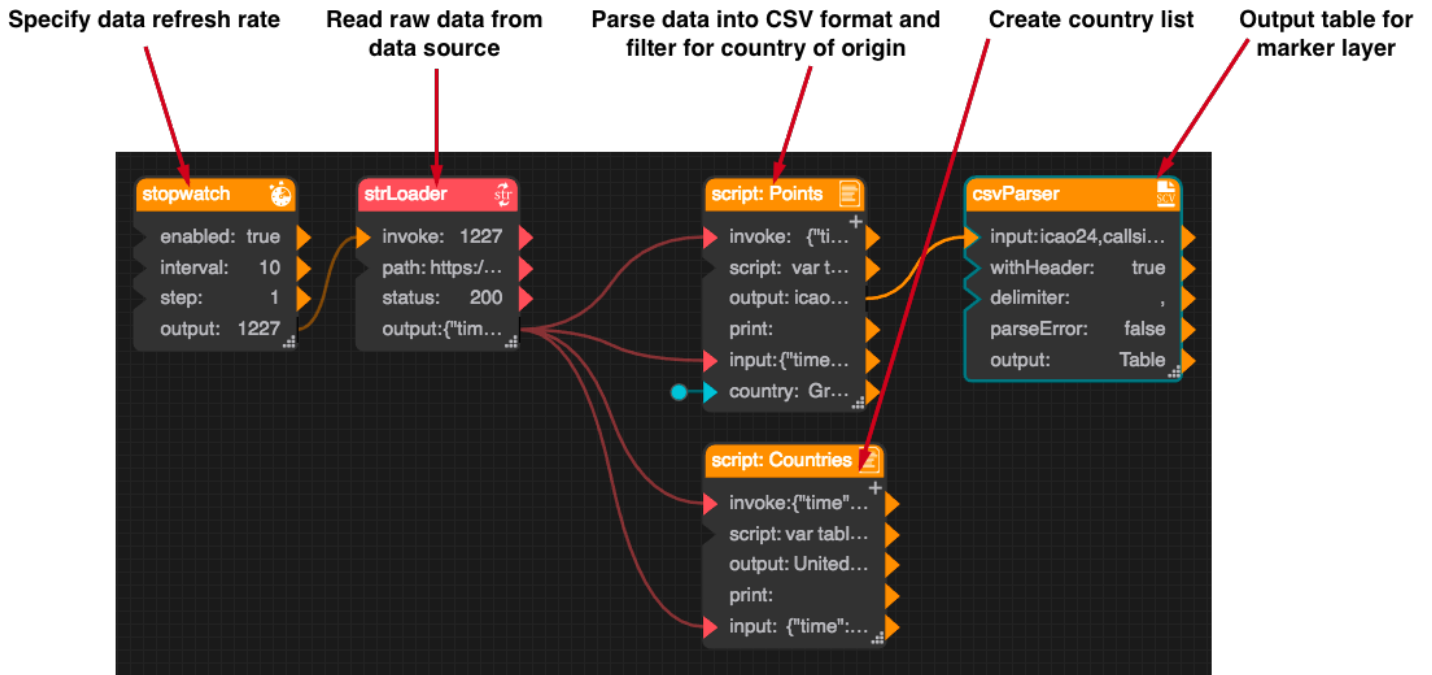 Specify data refresh rate
Read raw data from
data source
Parse data into CSV format and
filter for country of origin
Create country list
Output table for
marker layer
stopwatch
enabled: true
interval: 10
step: 1
output: 1227
strLoader
str
invoke: 1227
path: https:/...
status: 200
output:{"tim...
script: Points
+
invoke: {"ti...
script: var t...
output: icao...
print:
input:{"time...
country: Gr...
csvParser
SCV
input:icao24,callsi...
withHeader: true
delimiter: ,
parseError: false
output: Table
script: Countries
+
invoke:{"time"...
script: var tabl...
output: United...
print:
input: {"time":...